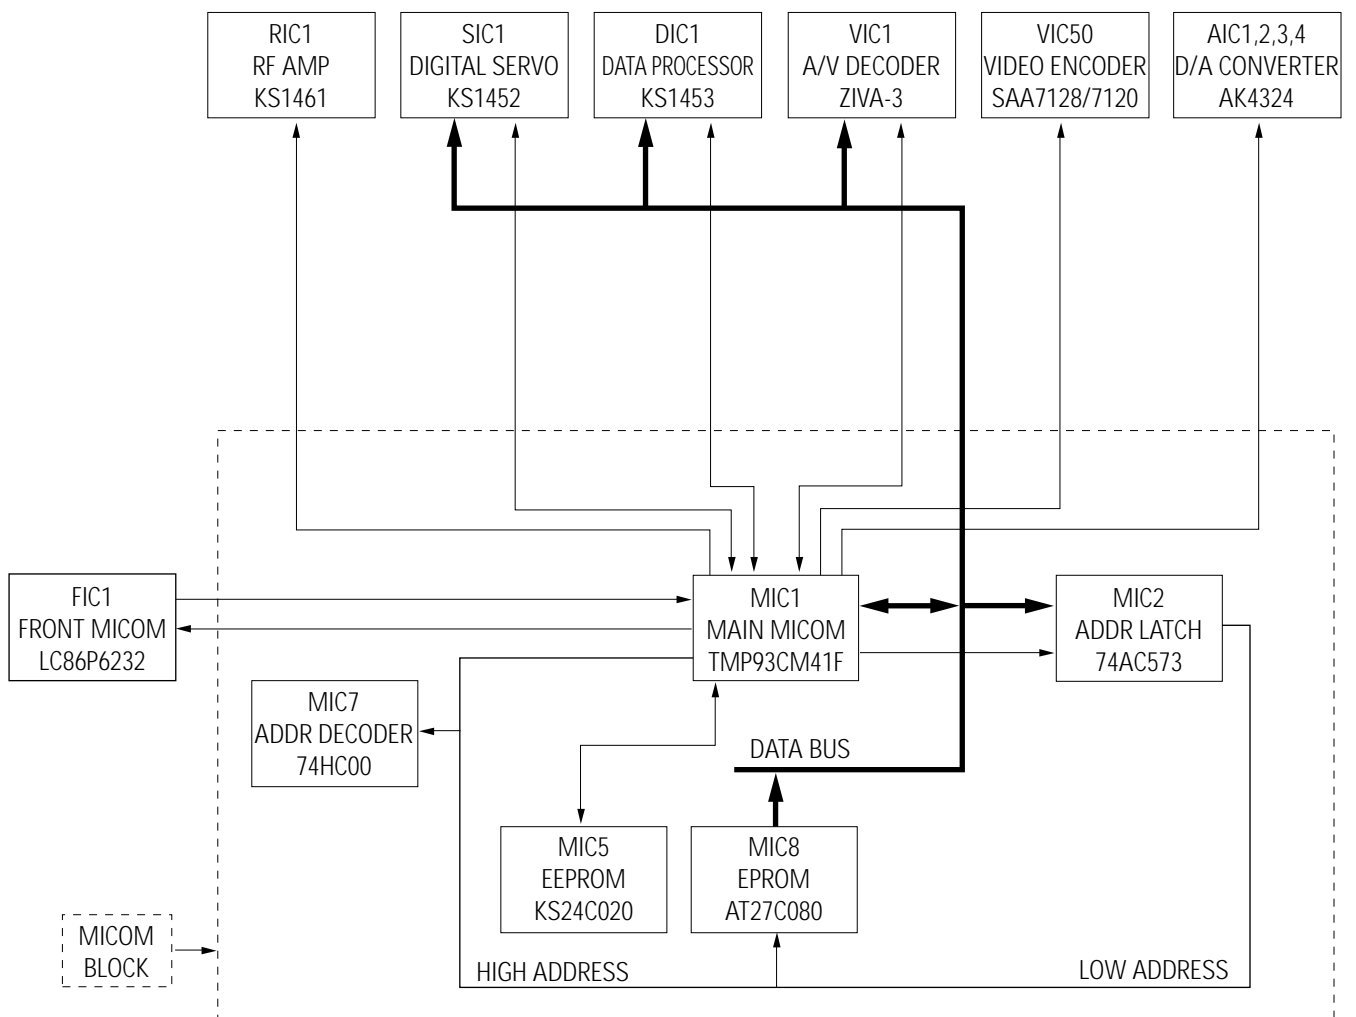 RIC1
RF AMP
KS1461
SIC1
DIGITAL SERVO
KS1452
DIC1
DATA PROCESSOR
KS1453
VIC1
A/V DECODER
ZIVA-3
VIC50
VIDEO ENCODER
SAA7128/7120
AIC1,2,3,4
D/A CONVERTER
AK4324
FIC1
FRONT MICOM
LC86P6232
MIC1
MAIN MICOM
TMP93CM41F
MIC2
ADDR LATCH
74AC573
MIC7
ADDR DECODER
74HC00
DATA BUS
MIC5
EEPROM
KS24C020
MIC8
EPROM
AT27C080
MICOM
BLOCK
HIGH ADDRESS
LOW ADDRESS